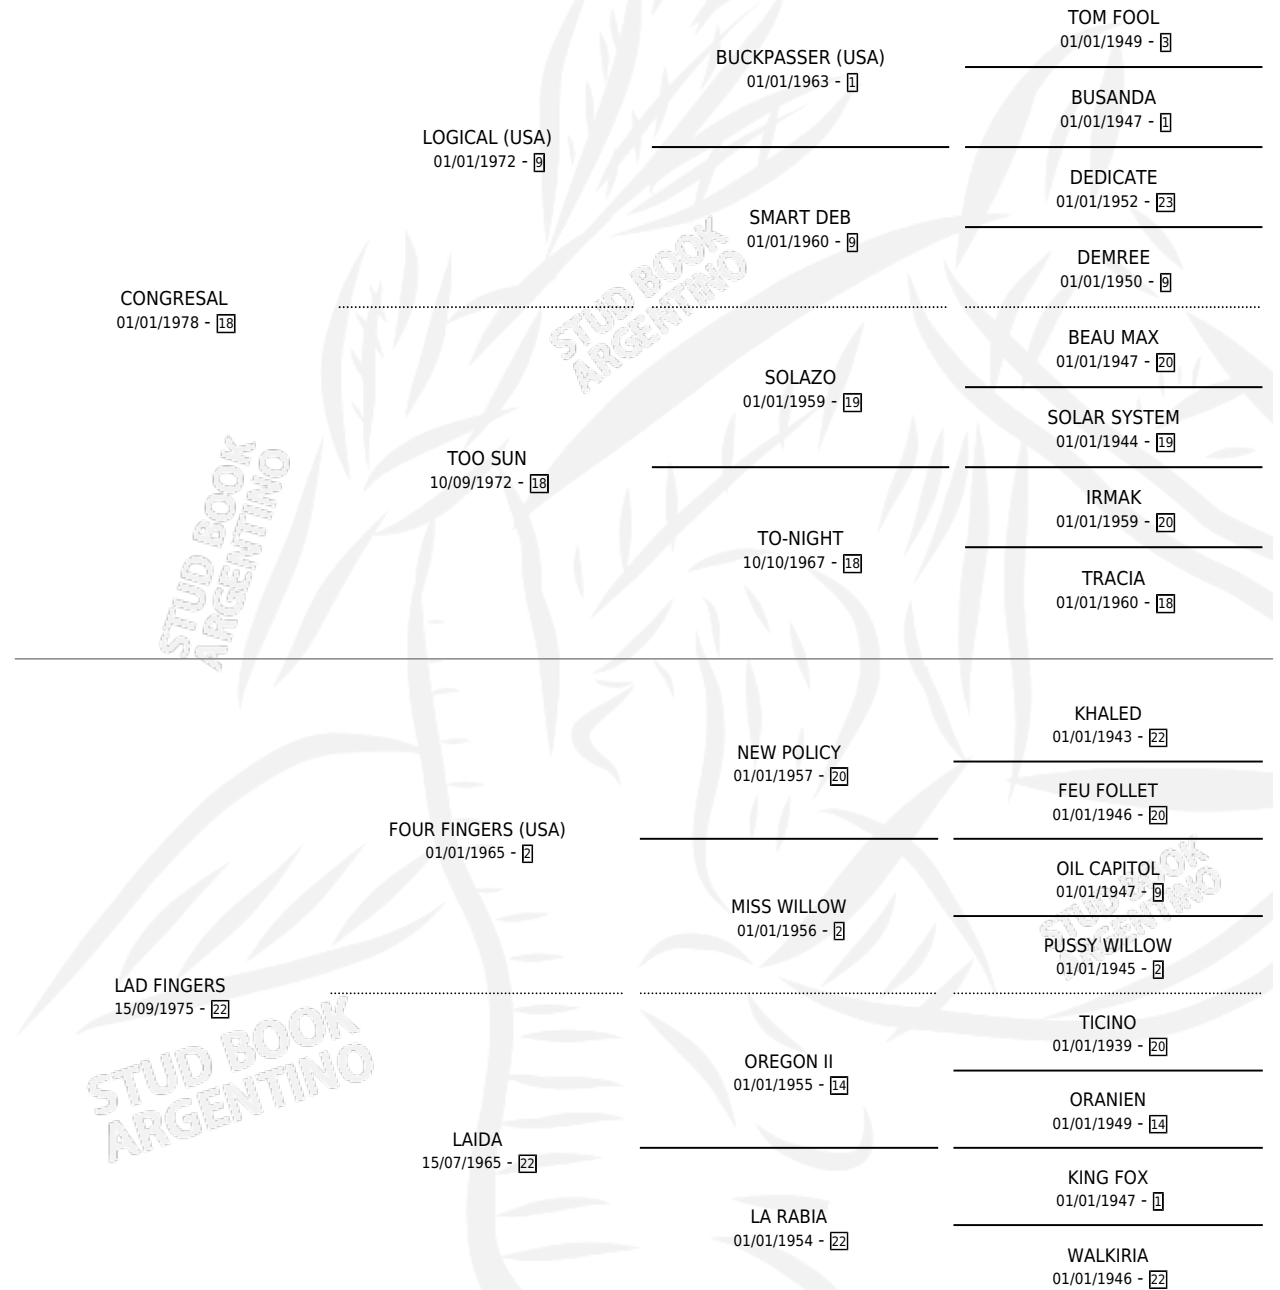 TOM FOOL
01/01/1949 - 3
BUCKPASSER (USA)
01/01/1963 - 1
BUSANDA
01/01/1947 - 1
LOGICAL (USA)
01/01/1972 - 9
DEDICATE
01/01/1952 - 23
SMART DEB
01/01/1960 - 9
DEMREE
01/01/1950 - 9
CONGRESAL
01/01/1978 - 18
STUD BOOK
ARGENTINO
BEAU MAX
01/01/1947 - 20
SOLAZO
01/01/1959 - 19
SOLAR SYSTEM
01/01/1944 - 19
TOO SUN
10/09/1972 - 18
IRMAK
01/01/1959 - 20
TO-NIGHT
10/10/1967 - 18
TRACIA
01/01/1960 - 18
STUD BOOK
ARGENTINO
KHALED
01/01/1943 - 22
NEW POLICY
01/01/1957 - 20
FEU FOLLET
01/01/1946 - 20
FOUR FINGERS (USA)
01/01/1965 - 2
OIL CAPITOL
01/01/1947 - 9
STUD BOOK
ARGENTINO
MISS WILLOW
01/01/1956 - 2
PUSSY WILLOW
01/01/1945 - 2
LAD FINGERS
15/09/1975 - 22
STUD BOOK
ARGENTINO
TICINO
01/01/1939 - 20
OREGON II
01/01/1955 - 14
ORANIEN
01/01/1949 - 14
LAIDA
15/07/1965 - 22
KING FOX
01/01/1947 - 1
LA RABIA
01/01/1954 - 22
WALKIRIA
01/01/1946 - 22